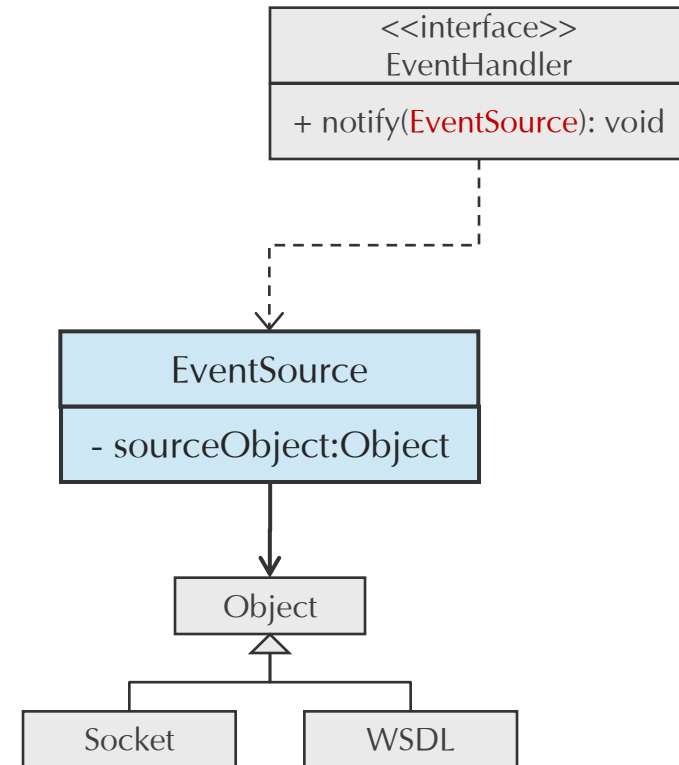 <<interface>>
EventHandler
+ notify(EventSource): void
EventSource
- sourceObject:Object
Object
Socket
WSDL